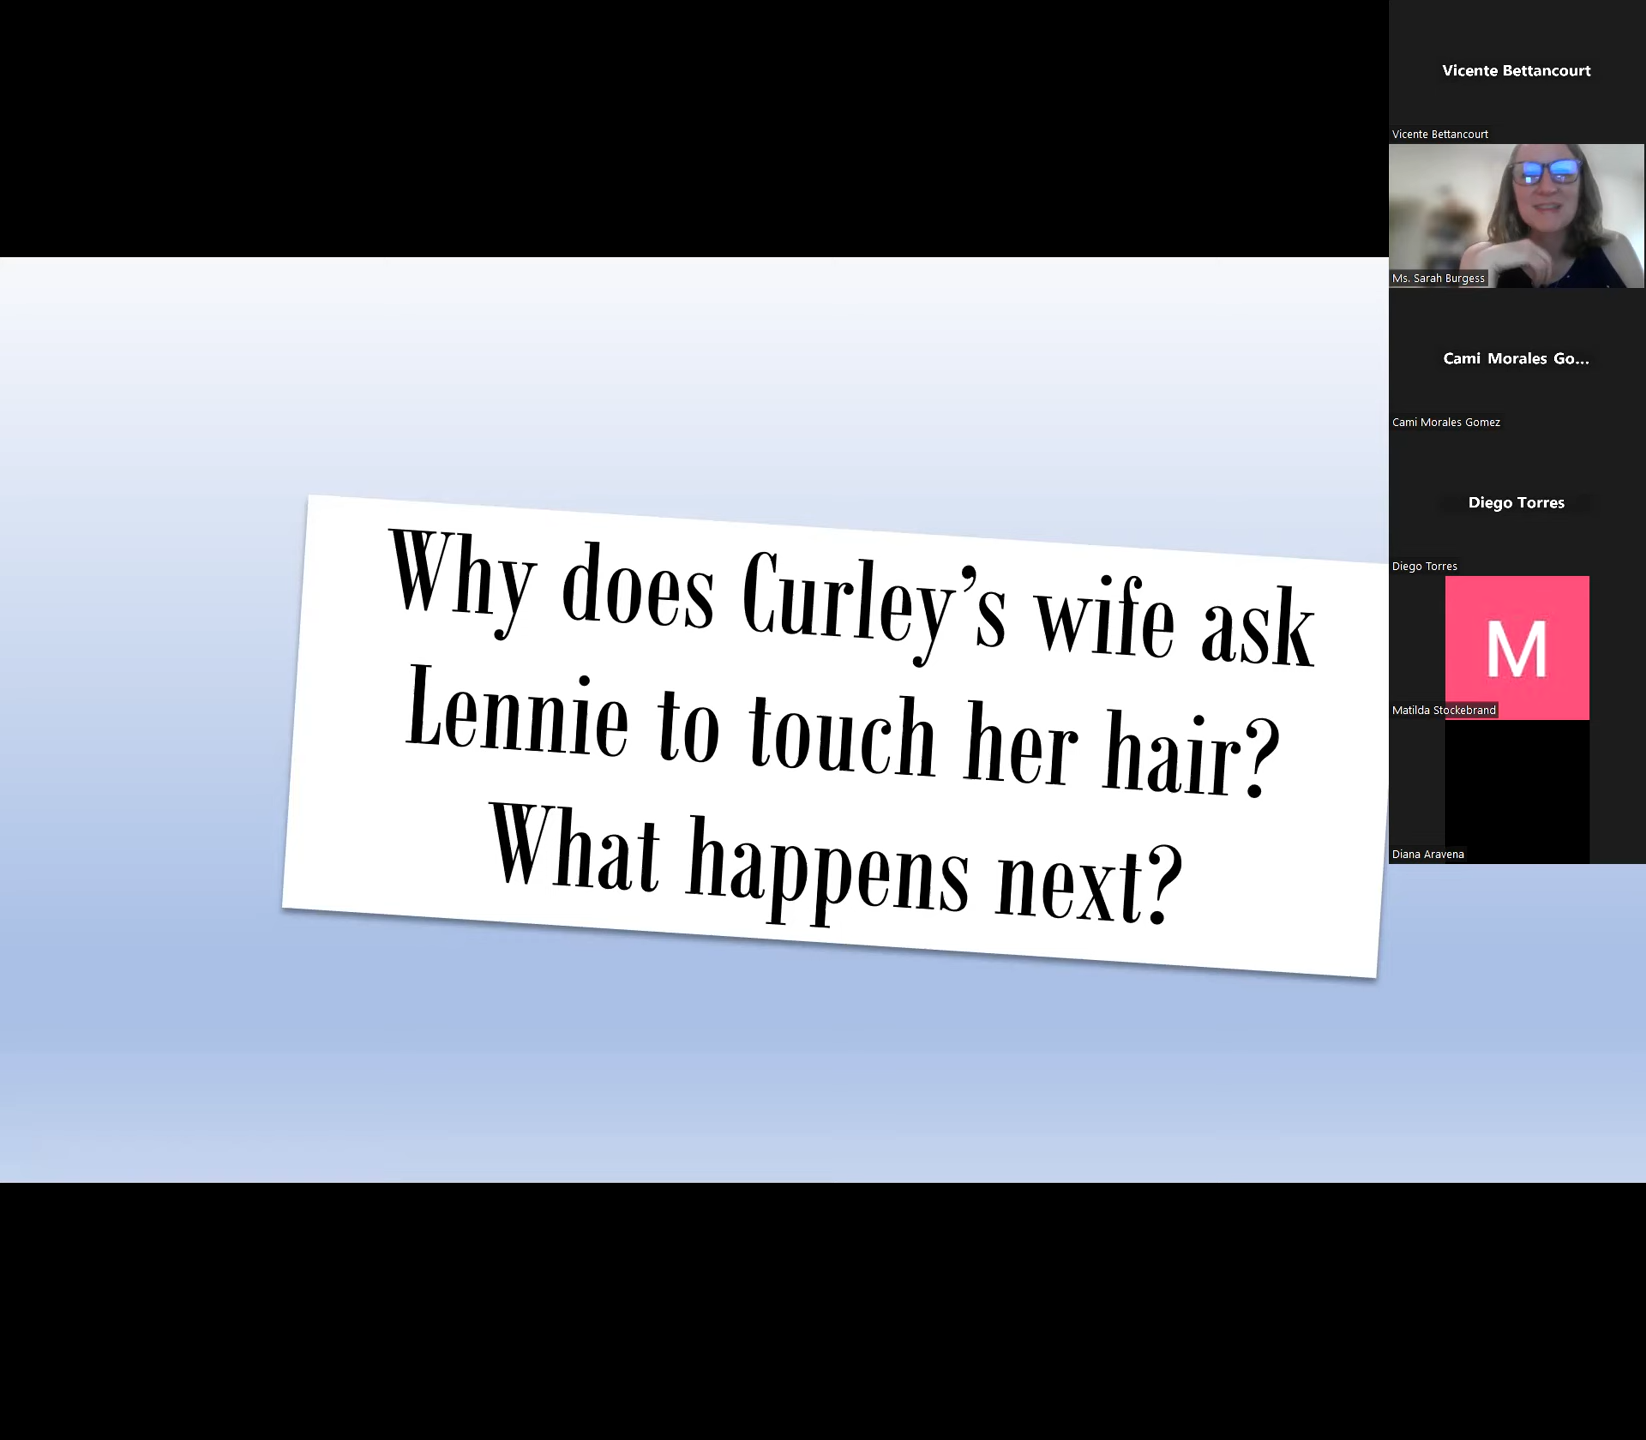 Why does Curley’s wife ask
Lennie to touch her hair?
What happens next?
Vicente Bettancourt
Vicente Bettancourt
Ms. Sarah Burgess
Cami Morales Go...
Cami Morales Gomez
Diego Torres
Diego Torres
M
Matilda Stockebrand
Diana Aravena